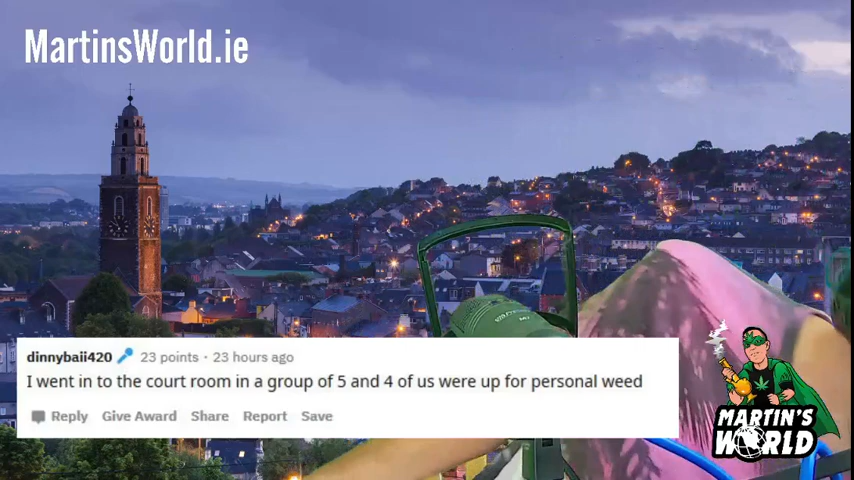 MartinsWorld.ie
dinnybaii420 23 points · 23 hours ago
I went in to the court room in a group of 5 and 4 of us were up for personal weed
Reply Give Award Share Report Save
MARTIN'S
WORLD